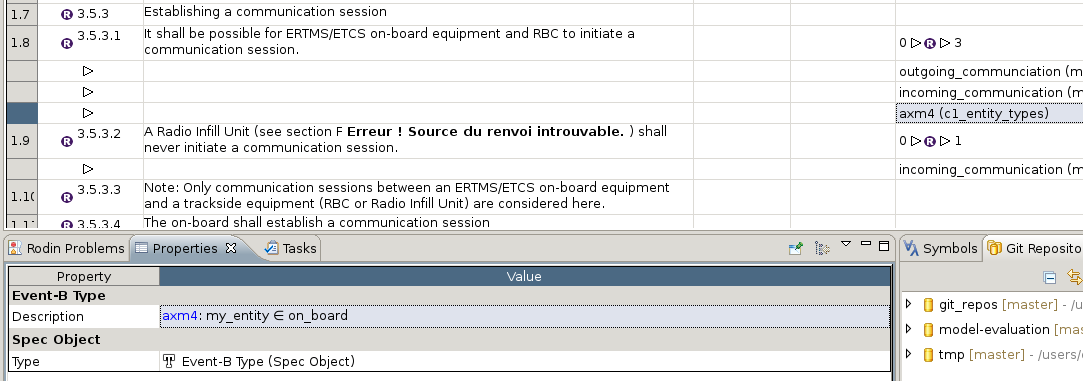 1.7 R 3.5.3 Establishing a communication session
1.8 R 3.5.3.1 It shall be possible for ERTMS/ETCS on-board equipment and RBC to initiate a
communication session.
0 ▷ R ▷ 3
▷ outgoing_communciation (m
▷ incoming_communication (m
▷ axm4 (c1_entity_types)
1.9 R 3.5.3.2 A Radio Infill Unit (see section F Erreur ! Source du renvoi introuvable. ) shall
never initiate a communication session.
0 ▷ R ▷ 1
▷ incoming_communication (m
1.10 R 3.5.3.3 Note: Only communication sessions between an ERTMS/ETCS on-board equipment
and a trackside equipment (RBC or Radio Infill Unit) are considered here.
R 3.5.3.4 The on-board shall establish a communication session
Rodin Problems Properties Tasks
Symbols Git Reposito
Property Value
Event-B Type
Description axm4: my_entity ∈ on_board
Spec Object
Type Event-B Type (Spec Object)
git_repos [master] - /u
model-evaluation [ma
tmp [master] - /users/